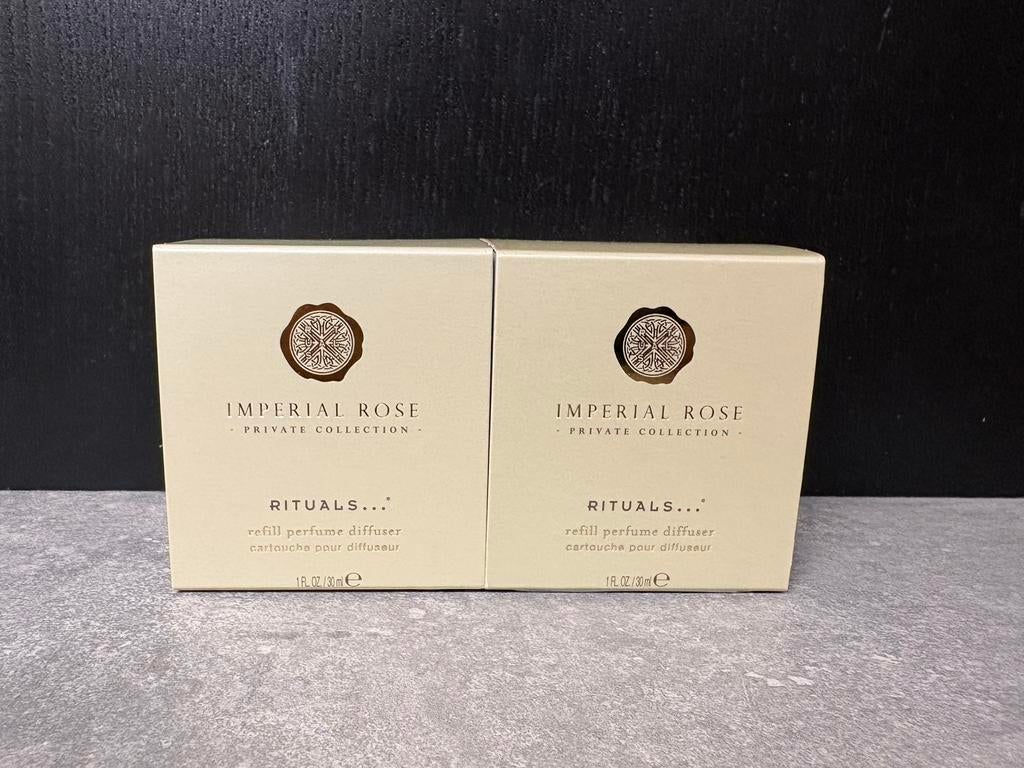 IMPERIAL ROSE
- PRIVATE COLLECTION -
RITUALS...®
refill perfume diffuser
cartouche pour diffuseur
1 FL. OZ. / 30 ml ℮
IMPERIAL ROSE
- PRIVATE COLLECTION -
RITUALS...®
refill perfume diffuser
cartouche pour diffuseur
1 FL. OZ. / 30 ml ℮